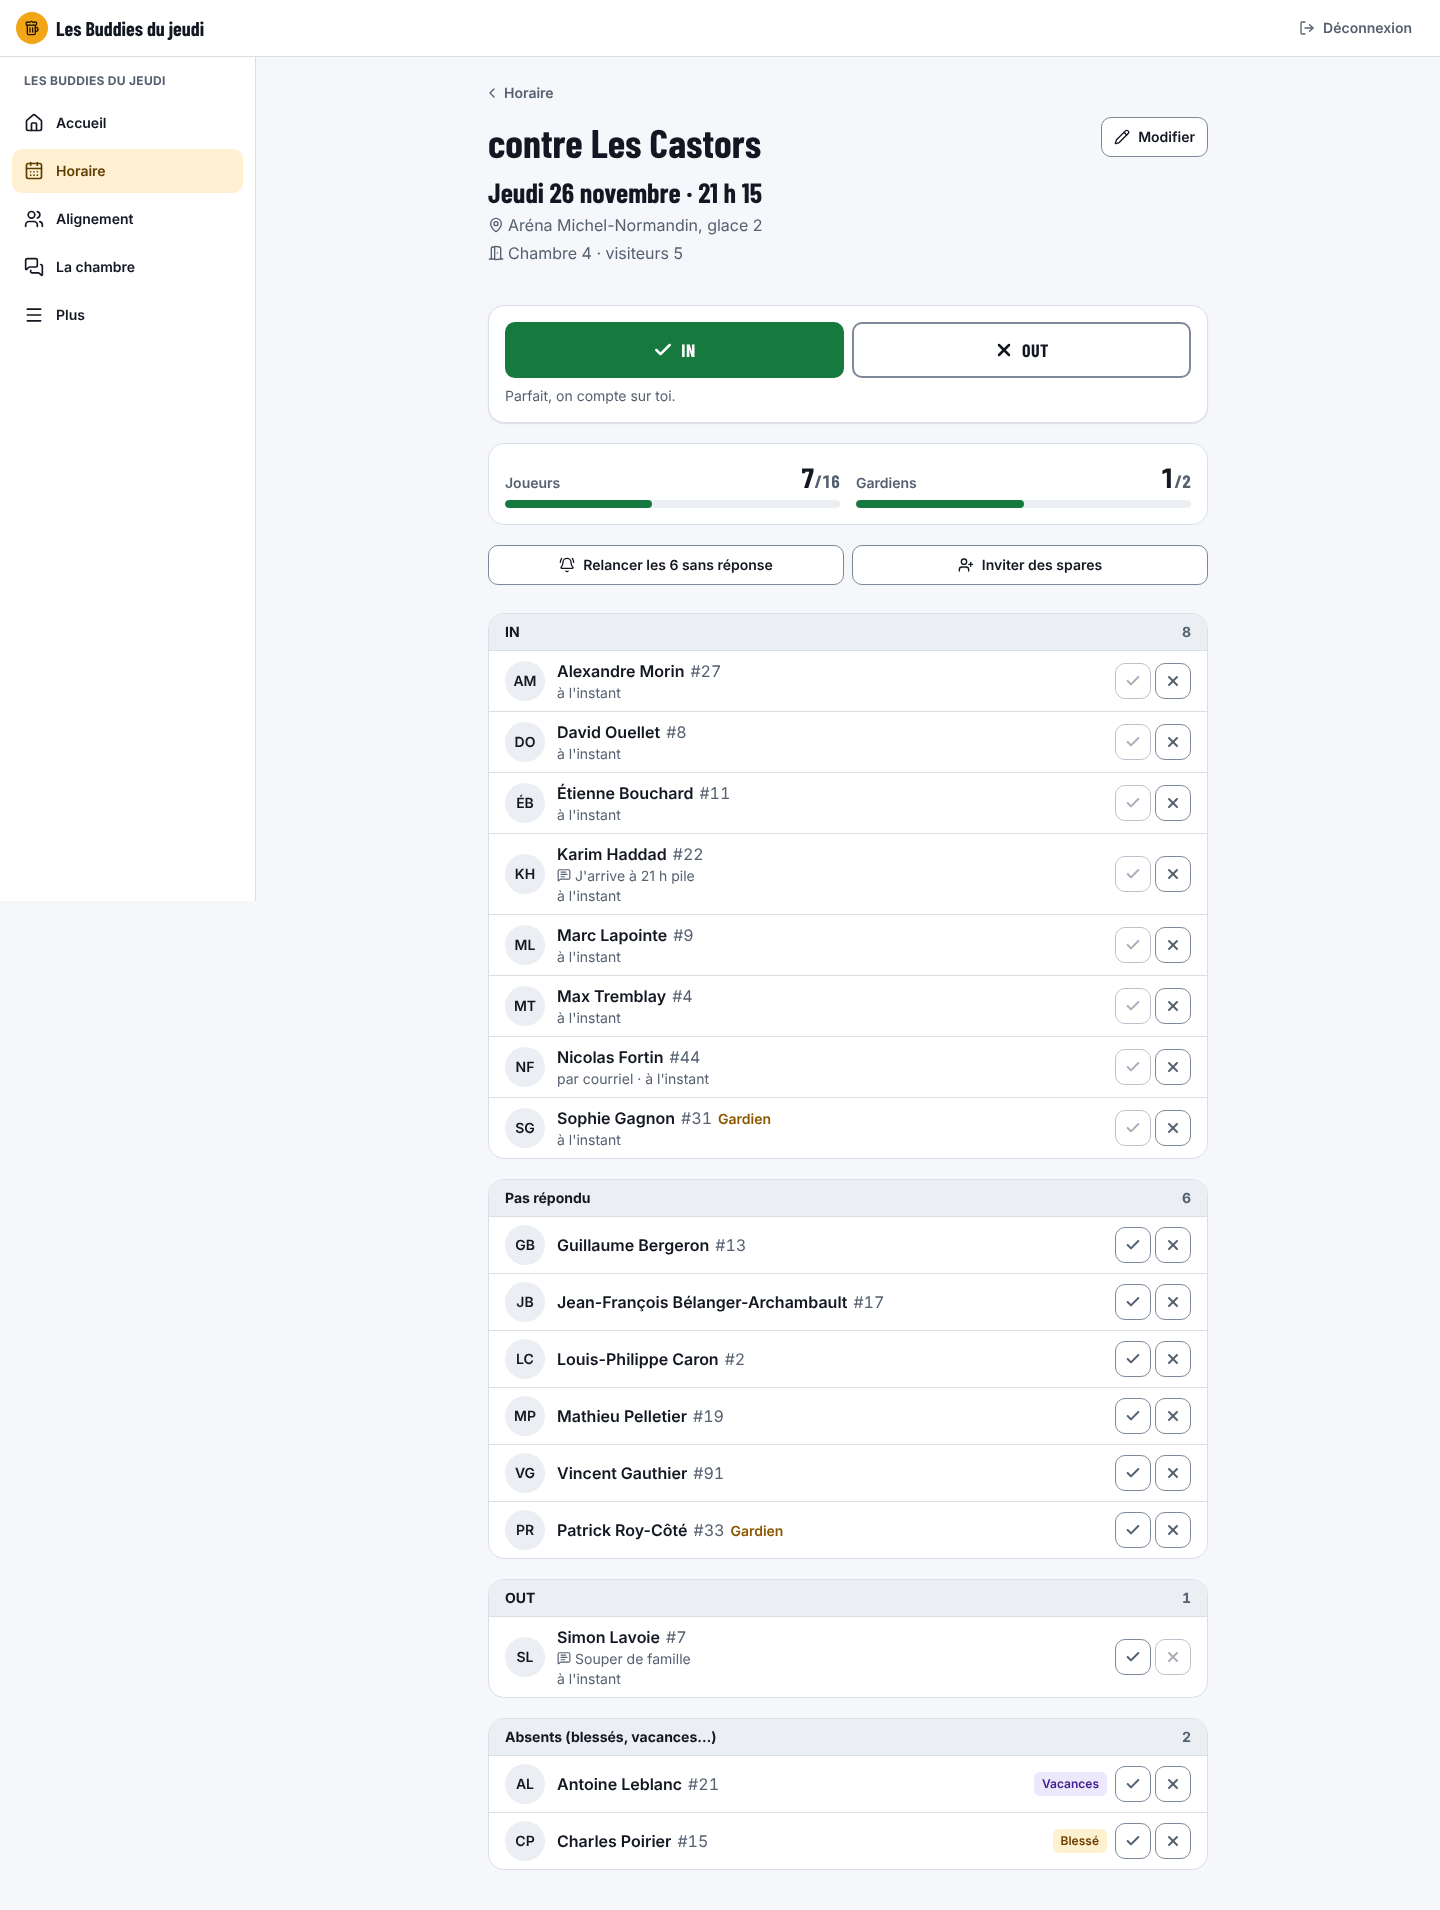 Les Buddies du jeudi
Déconnexion
LES BUDDIES DU JEUDI
Accueil
Horaire
Alignement
La chambre
Plus
Horaire
contre Les Castors
Modifier
Jeudi 26 novembre · 21 h 15
Aréna Michel-Normandin, glace 2
Chambre 4 · visiteurs 5
IN
OUT
Parfait, on compte sur toi.
Joueurs 7/16
Gardiens 1/2
Relancer les 6 sans réponse
Inviter des spares
IN 8
AM Alexandre Morin #27
à l'instant
DO David Ouellet #8
à l'instant
ÉB Étienne Bouchard #11
à l'instant
KH Karim Haddad #22
J'arrive à 21 h pile
à l'instant
ML Marc Lapointe #9
à l'instant
MT Max Tremblay #4
à l'instant
NF Nicolas Fortin #44
par courriel · à l'instant
SG Sophie Gagnon #31 Gardien
à l'instant
Pas répondu 6
GB Guillaume Bergeron #13
JB Jean-François Bélanger-Archambault #17
LC Louis-Philippe Caron #2
MP Mathieu Pelletier #19
VG Vincent Gauthier #91
PR Patrick Roy-Côté #33 Gardien
OUT 1
SL Simon Lavoie #7
Souper de famille
à l'instant
Absents (blessés, vacances...) 2
AL Antoine Leblanc #21 Vacances
CP Charles Poirier #15 Blessé